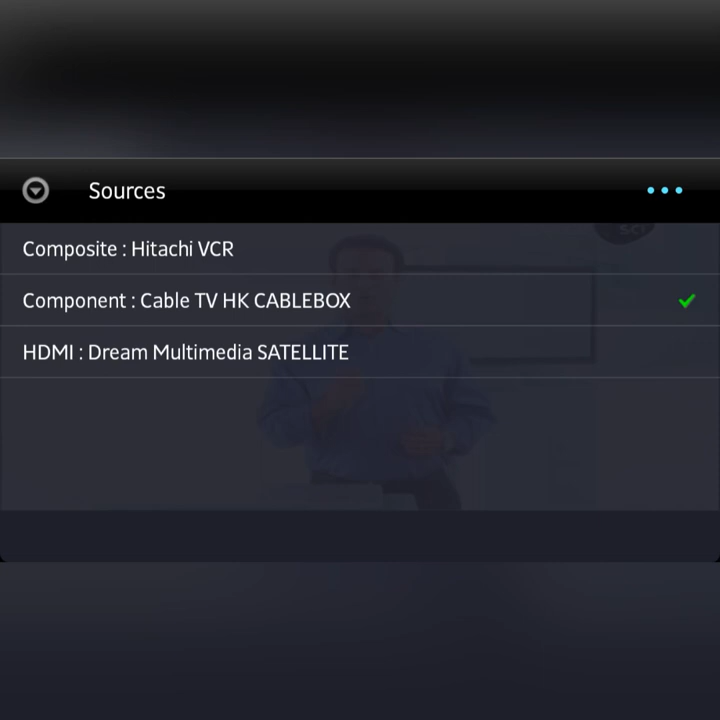 Sources
Composite : Hitachi VCR
Component : Cable TV HK CABLEBOX
HDMI : Dream Multimedia SATELLITE